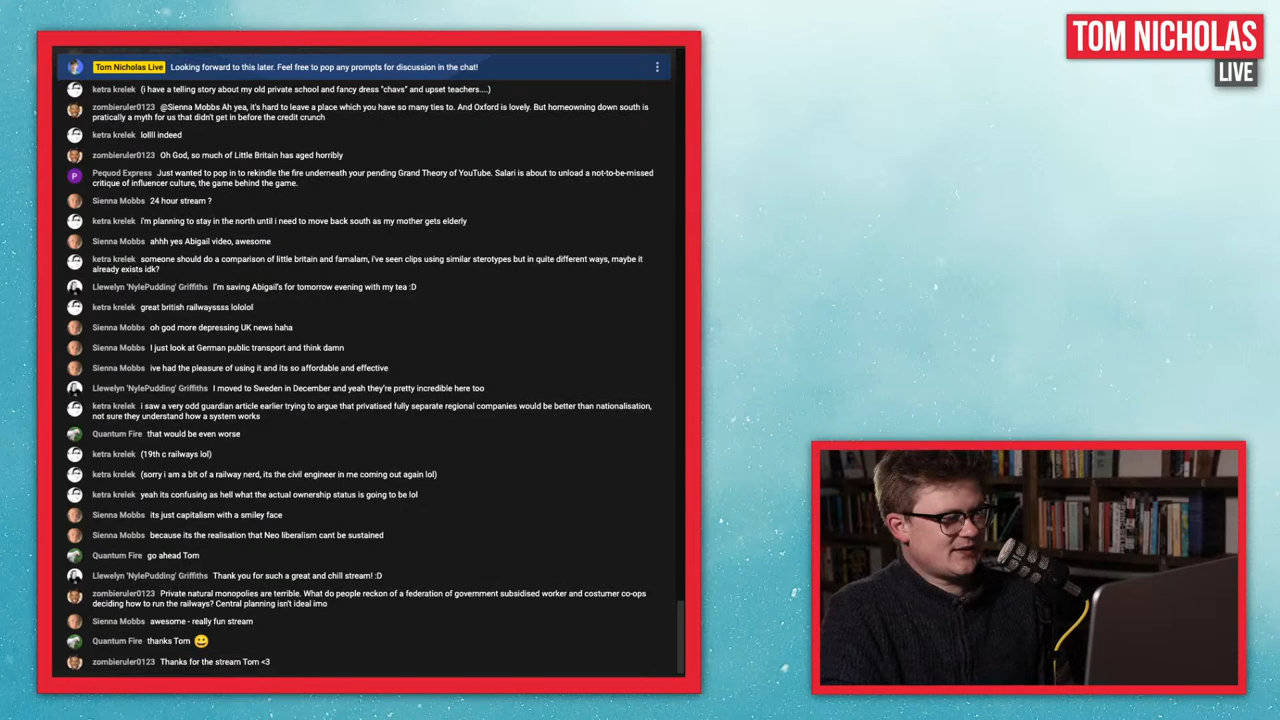 TOM NICHOLAS
LIVE
Tom Nicholas Live Looking forward to this later. Feel free to pop any prompts for discussion in the chat!
ketra krelek (i have a telling story about my old private school and fancy dress "chavs" and upset teachers....)
zombieruler0123 @Sienna Mobbs Ah yea, it's hard to leave a place which you have so many ties to. And Oxford is lovely. But homeowning down south is
pratically a myth for us that didn't get in before the credit crunch
ketra krelek lollll indeed
zombieruler0123 Oh God, so much of Little Britain has aged horribly
P
Pequod Express Just wanted to pop in to rekindle the fire underneath your pending Grand Theory of YouTube. Salari is about to unload a not-to-be-missed
critique of influencer culture, the game behind the game.
Sienna Mobbs 24 hour stream ?
ketra krelek i'm planning to stay in the north until i need to move back south as my mother gets elderly
Sienna Mobbs ahhh yes Abigail video, awesome
ketra krelek someone should do a comparison of little britain and famalam, i've seen clips using similar sterotypes but in quite different ways, maybe it
already exists idk?
Llewelyn 'NylePudding' Griffiths I'm saving Abigail's for tomorrow evening with my tea :D
ketra krelek great british railwayssss lololol
Sienna Mobbs oh god more depressing UK news haha
Sienna Mobbs I just look at German public transport and think damn
Sienna Mobbs ive had the pleasure of using it and its so affordable and effective
Llewelyn 'NylePudding' Griffiths I moved to Sweden in December and yeah they're pretty incredible here too
ketra krelek i saw a very odd guardian article earlier trying to argue that privatised fully separate regional companies would be better than nationalisation,
not sure they understand how a system works
Quantum Fire that would be even worse
ketra krelek (19th c railways lol)
ketra krelek (sorry i am a bit of a railway nerd, its the civil engineer in me coming out again lol)
ketra krelek yeah its confusing as hell what the actual ownership status is going to be lol
Sienna Mobbs its just capitalism with a smiley face
Sienna Mobbs because its the realisation that Neo liberalism cant be sustained
Quantum Fire go ahead Tom
Llewelyn 'NylePudding' Griffiths Thank you for such a great and chill stream! :D
zombieruler0123 Private natural monopolies are terrible. What do people reckon of a federation of government subsidised worker and costumer co-ops
deciding how to run the railways? Central planning isn't ideal imo
Sienna Mobbs awesome - really fun stream
Quantum Fire thanks Tom 😀
zombieruler0123 Thanks for the stream Tom <3